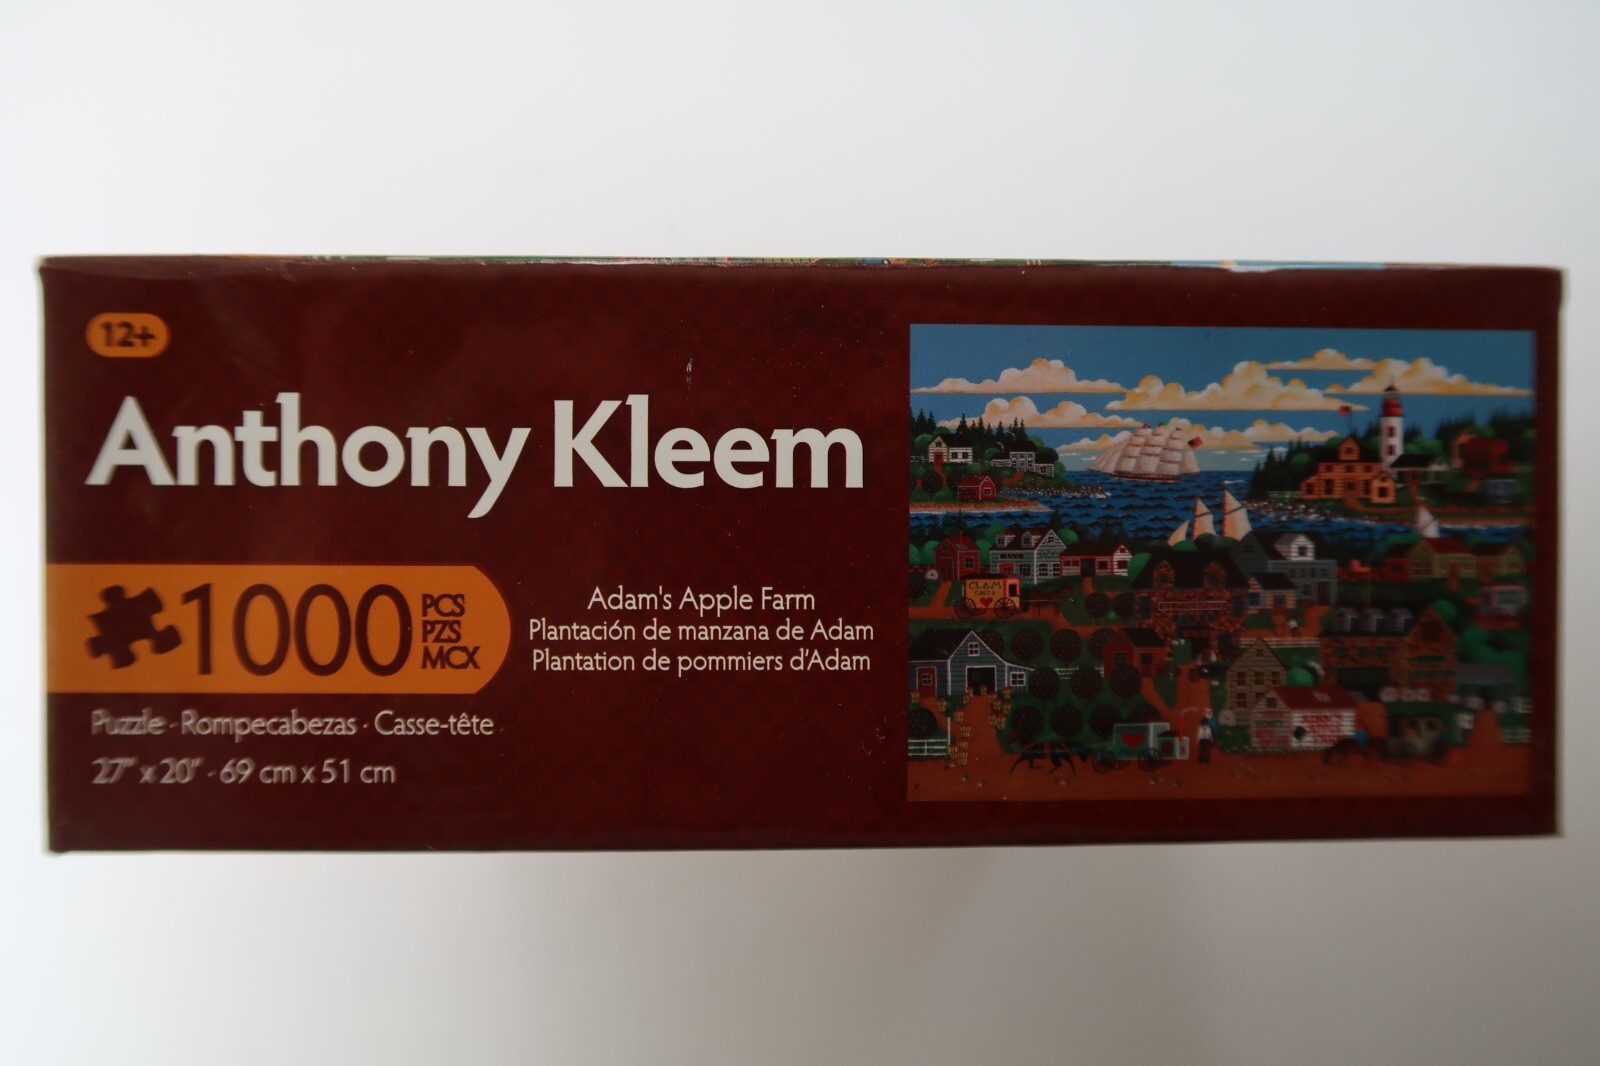 12+
Anthony Kleem
1000
PCS
PZS
MCX
Adam's Apple Farm
Plantación de manzana de Adam
Plantation de pommiers d'Adam
Puzzle · Rompecabezas · Casse-tête
27" x 20" · 69 cm x 51 cm
CLAM
CAKES